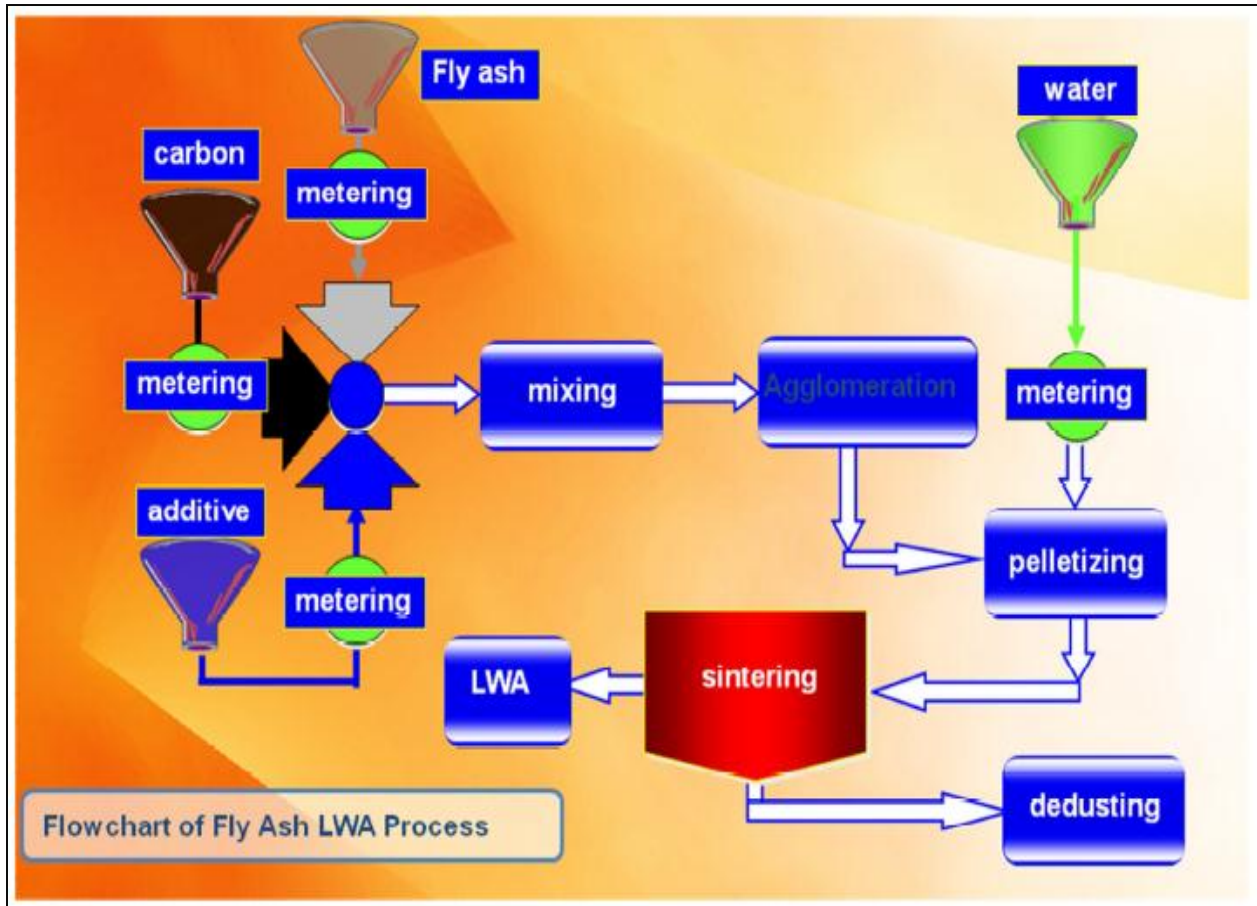 Fly ash
water
carbon
metering
metering
mixing
Agglomeration
metering
additive
metering
pelletizing
LWA
sintering
dedusting
Flowchart of Fly Ash LWA Process